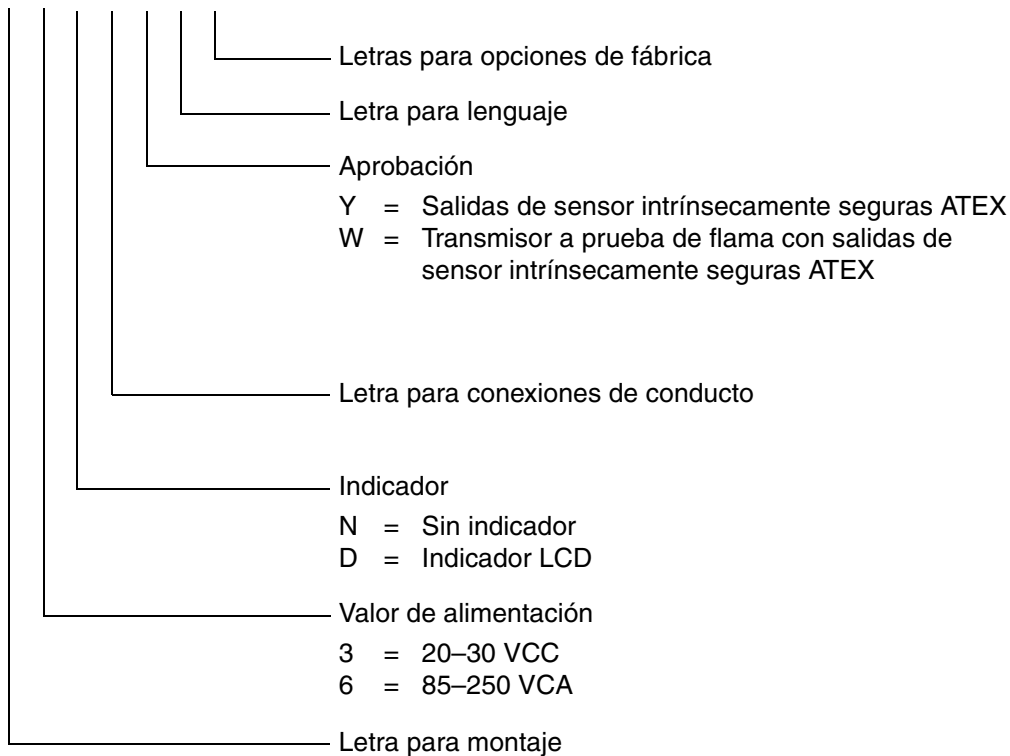 Letras para opciones de fábrica
Letra para lenguaje
Aprobación
Y = Salidas de sensor intrínsecamente seguras ATEX
W = Transmisor a prueba de flama con salidas de
sensor intrínsecamente seguras ATEX
Letra para conexiones de conducto
Indicador
N = Sin indicador
D = Indicador LCD
Valor de alimentación
3 = 20–30 VCC
6 = 85–250 VCA
Letra para montaje